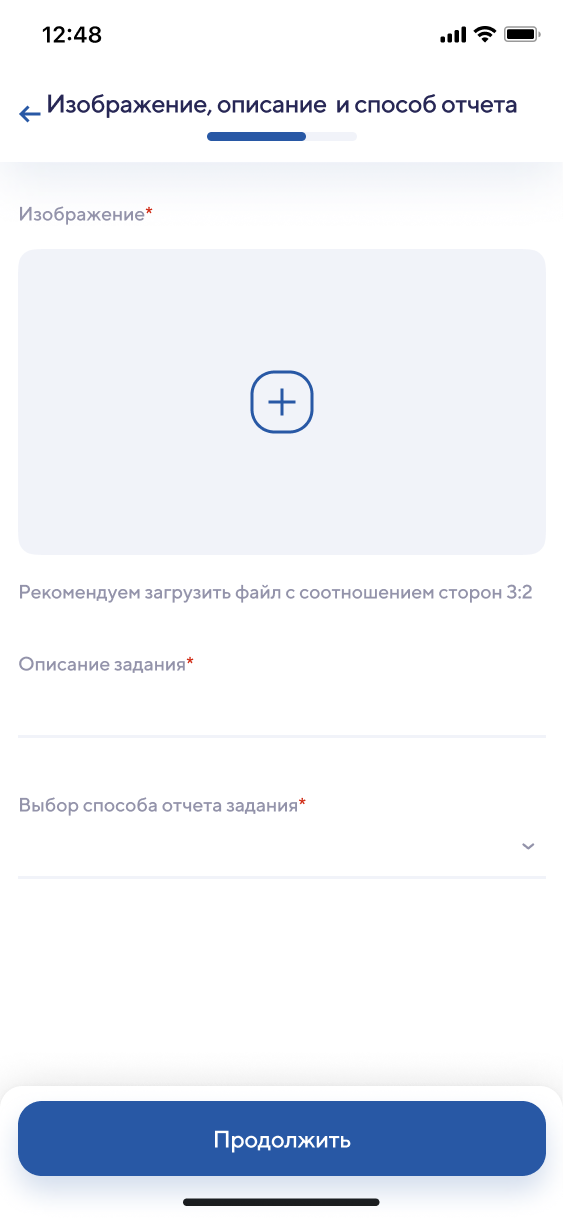 12:48
Изображение, описание и способ отчета
Изображение*
Рекомендуем загрузить файл с соотношением сторон 3:2
Описание задания*
Выбор способа отчета задания*
Продолжить